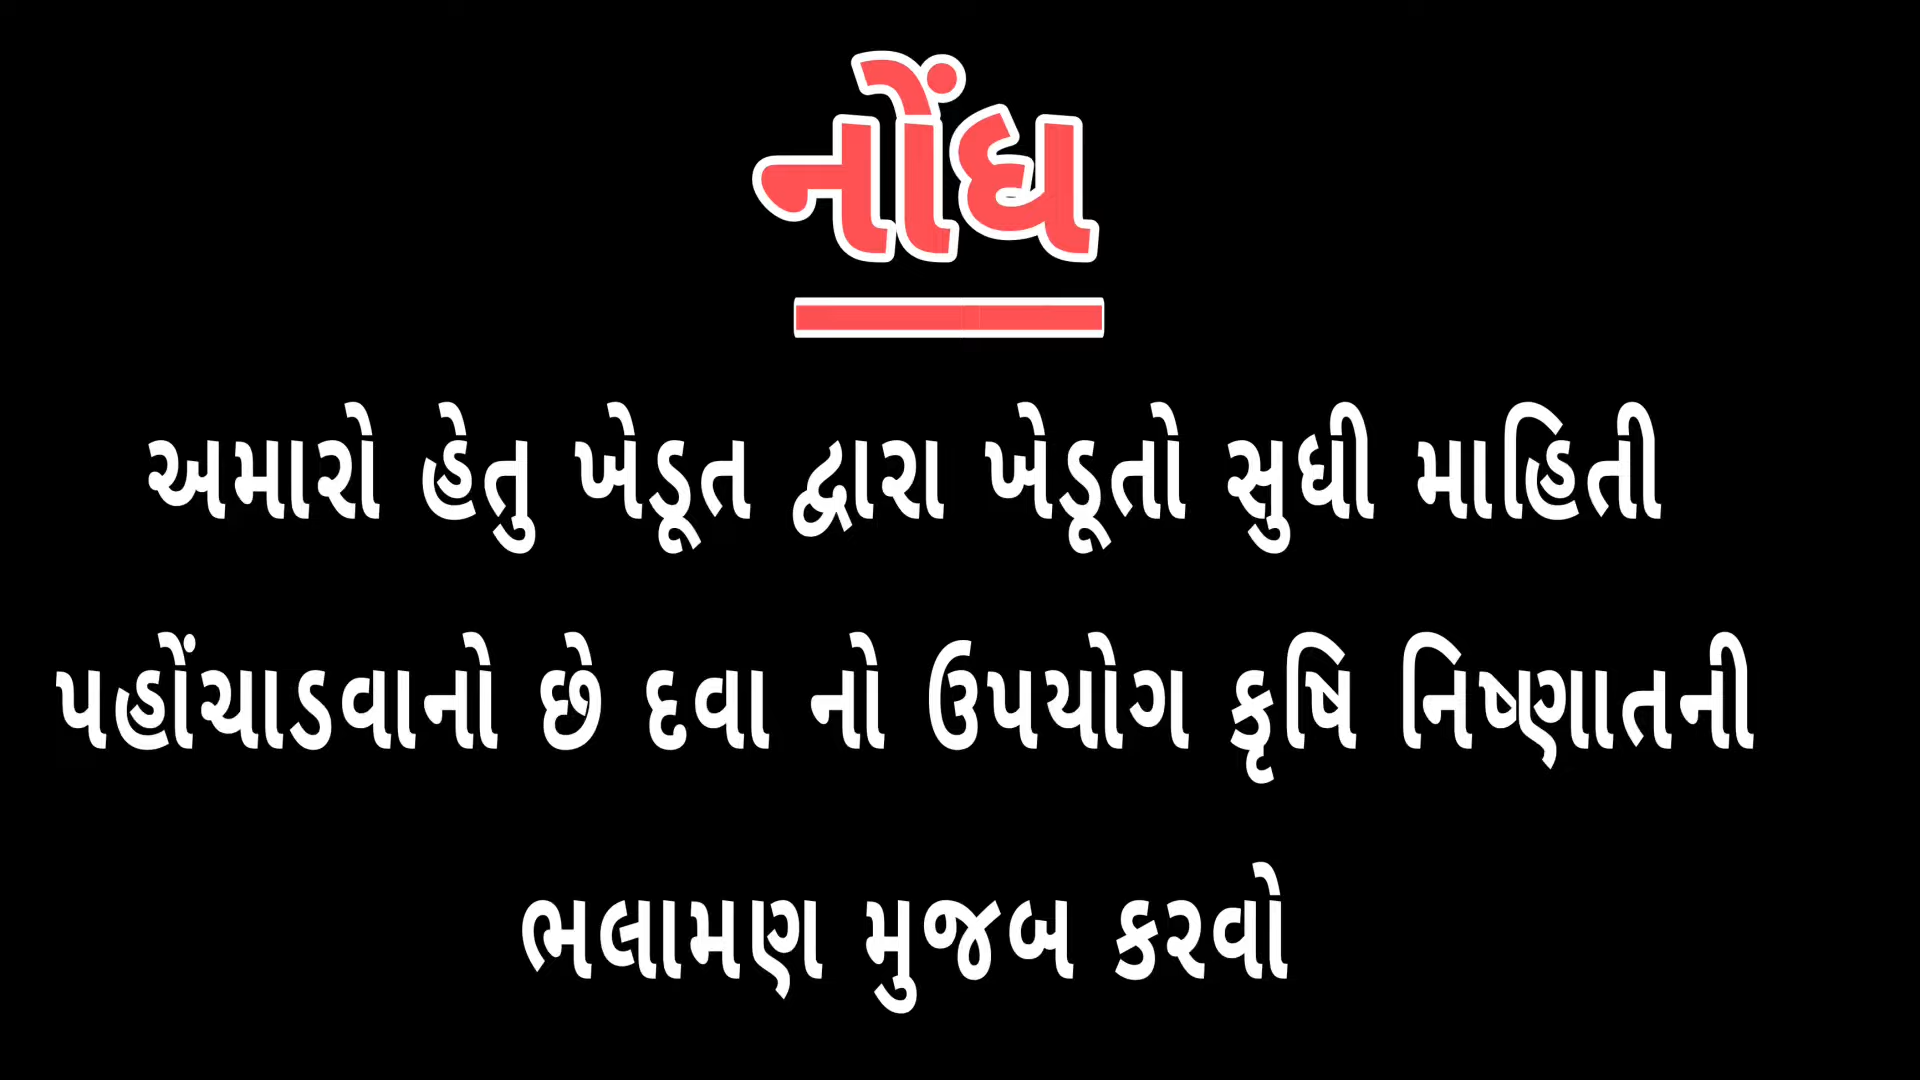 નોંધ
અમારો હેતુ ખેડૂત દ્વારા ખેડૂતો સુધી માહિતી
પહોંચાડવાનો છે દવા નો ઉપયોગ કૃષિ નિષ્ણાતની
ભલામણ મુજબ કરવો